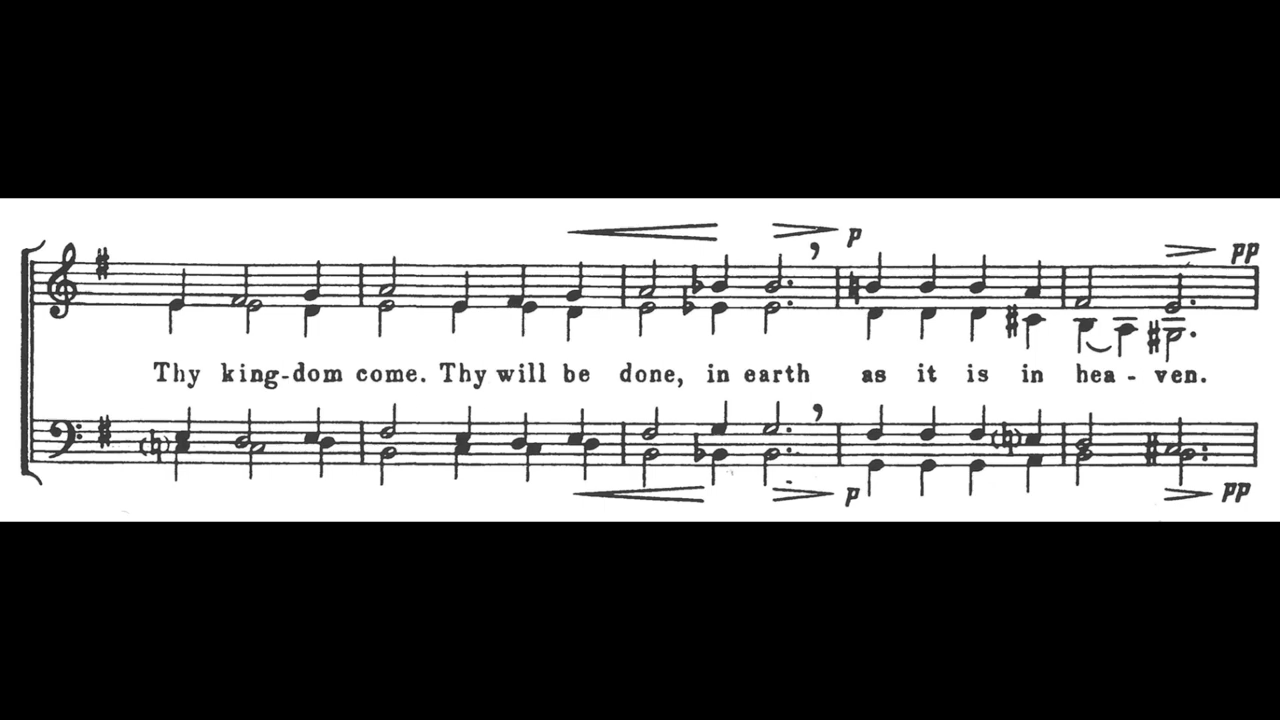 p
pp
Thy king-dom come. Thy will be done, in earth as it is in hea - ven.
p
pp